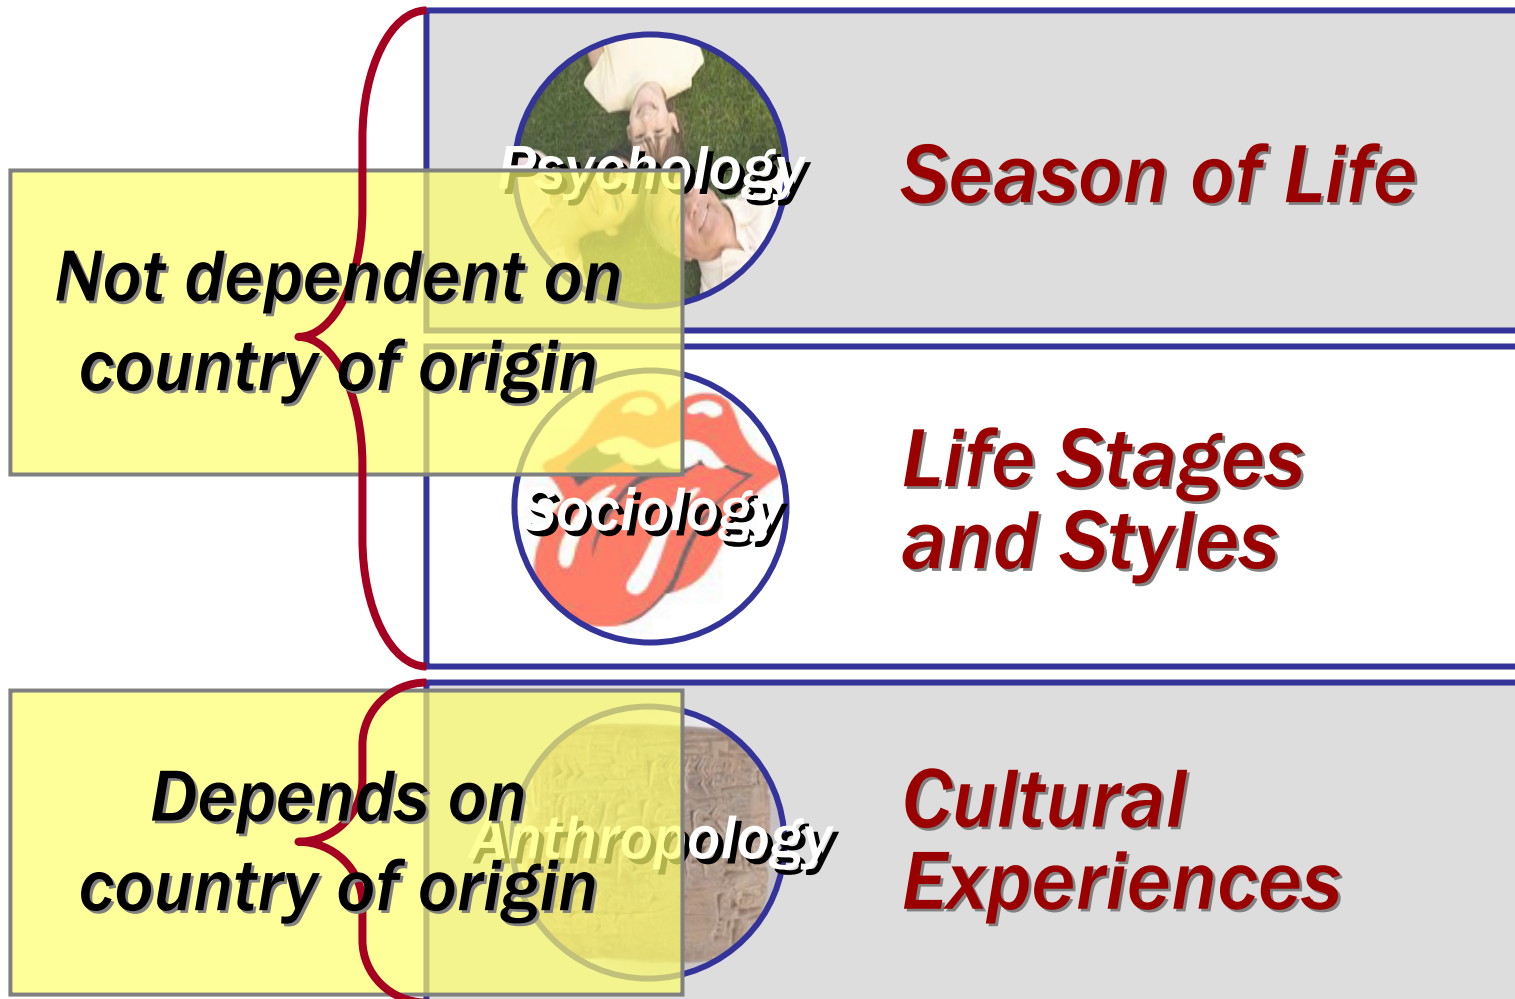 Psychology
Season of Life
Not dependent on
country of origin
Sociology
Life Stages
and Styles
Depends on
country of origin
Anthropology
Cultural
Experiences